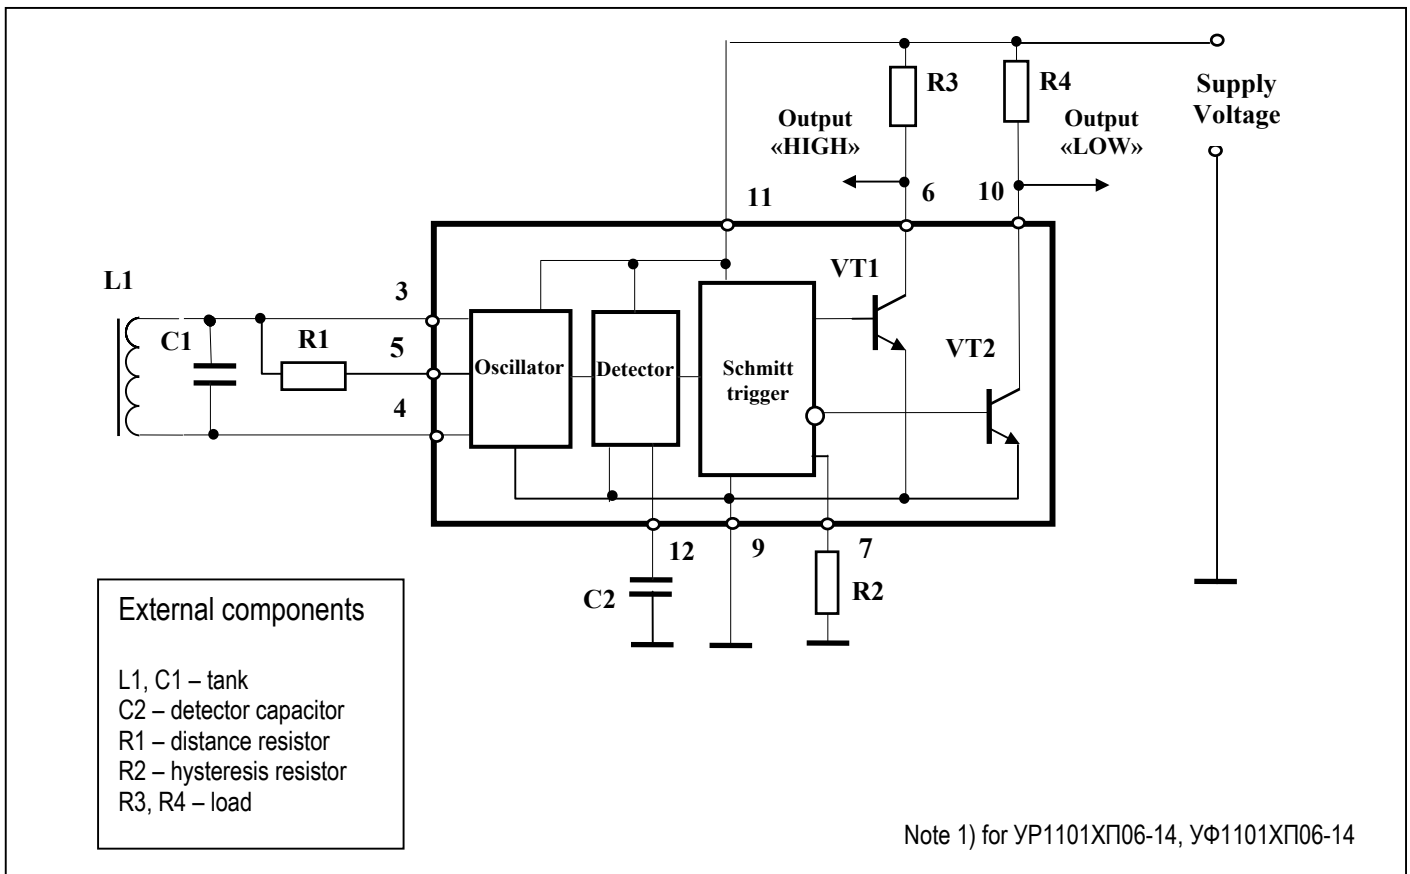 R3
R4
Supply
Voltage
Output
«HIGH»
Output
«LOW»
11
6
10
L1
3
VT1
C1
R1
5
VT2
Oscillator
Detector
Schmitt
trigger
4
12
9
7
C2
R2
External components
L1, C1 – tank
C2 – detector capacitor
R1 – distance resistor
R2 – hysteresis resistor
R3, R4 – load
Note 1) for УР1101ХП06-14, УФ1101ХП06-14